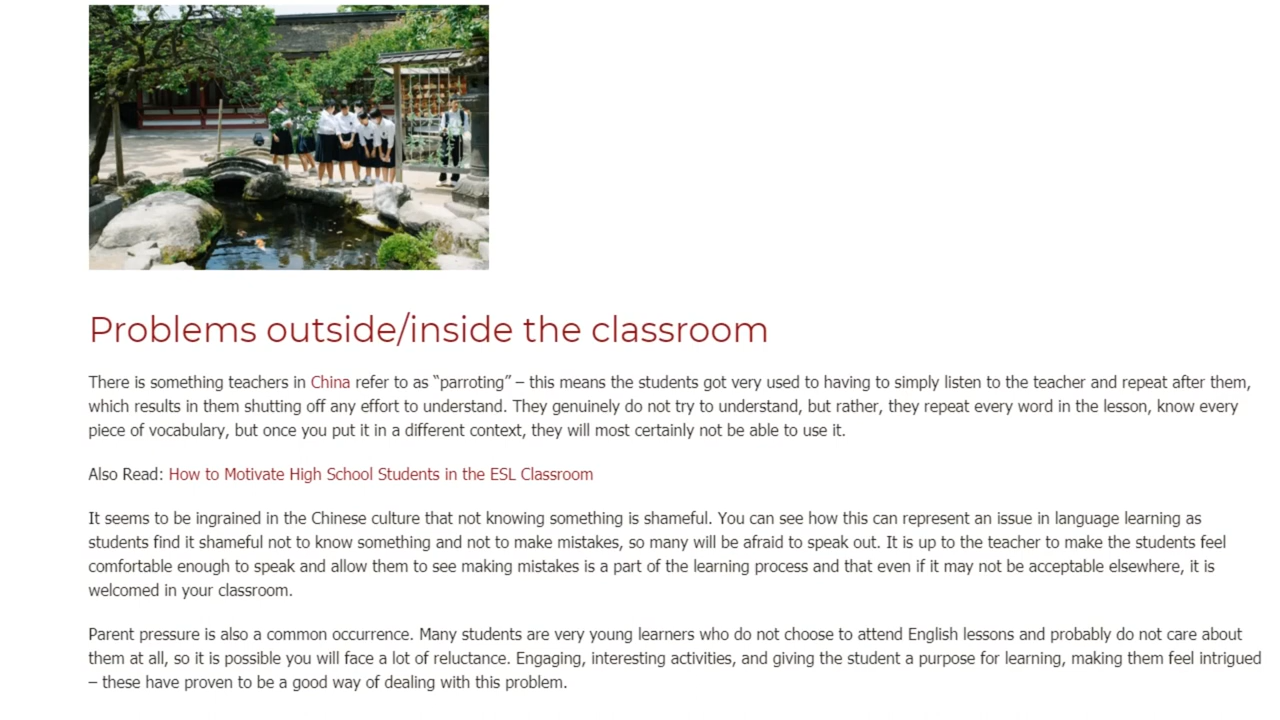 Problems outside/inside the classroom
There is something teachers in China refer to as “parroting” – this means the students got very used to having to simply listen to the teacher and repeat after them,
which results in them shutting off any effort to understand. They genuinely do not try to understand, but rather, they repeat every word in the lesson, know every
piece of vocabulary, but once you put it in a different context, they will most certainly not be able to use it.
Also Read: How to Motivate High School Students in the ESL Classroom
It seems to be ingrained in the Chinese culture that not knowing something is shameful. You can see how this can represent an issue in language learning as
students find it shameful not to know something and not to make mistakes, so many will be afraid to speak out. It is up to the teacher to make the students feel
comfortable enough to speak and allow them to see making mistakes is a part of the learning process and that even if it may not be acceptable elsewhere, it is
welcomed in your classroom.
Parent pressure is also a common occurrence. Many students are very young learners who do not choose to attend English lessons and probably do not care about
them at all, so it is possible you will face a lot of reluctance. Engaging, interesting activities, and giving the student a purpose for learning, making them feel intrigued
– these have proven to be a good way of dealing with this problem.